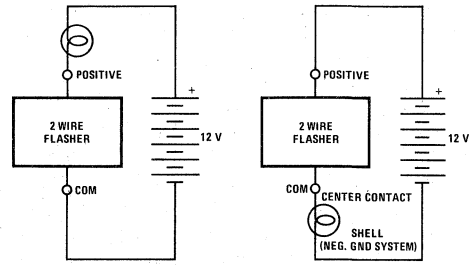 POSITIVE
2 WIRE
FLASHER
+
12 V
COM
POSITIVE
2 WIRE
FLASHER
+
12 V
COM
CENTER CONTACT
SHELL
(NEG. GND SYSTEM)